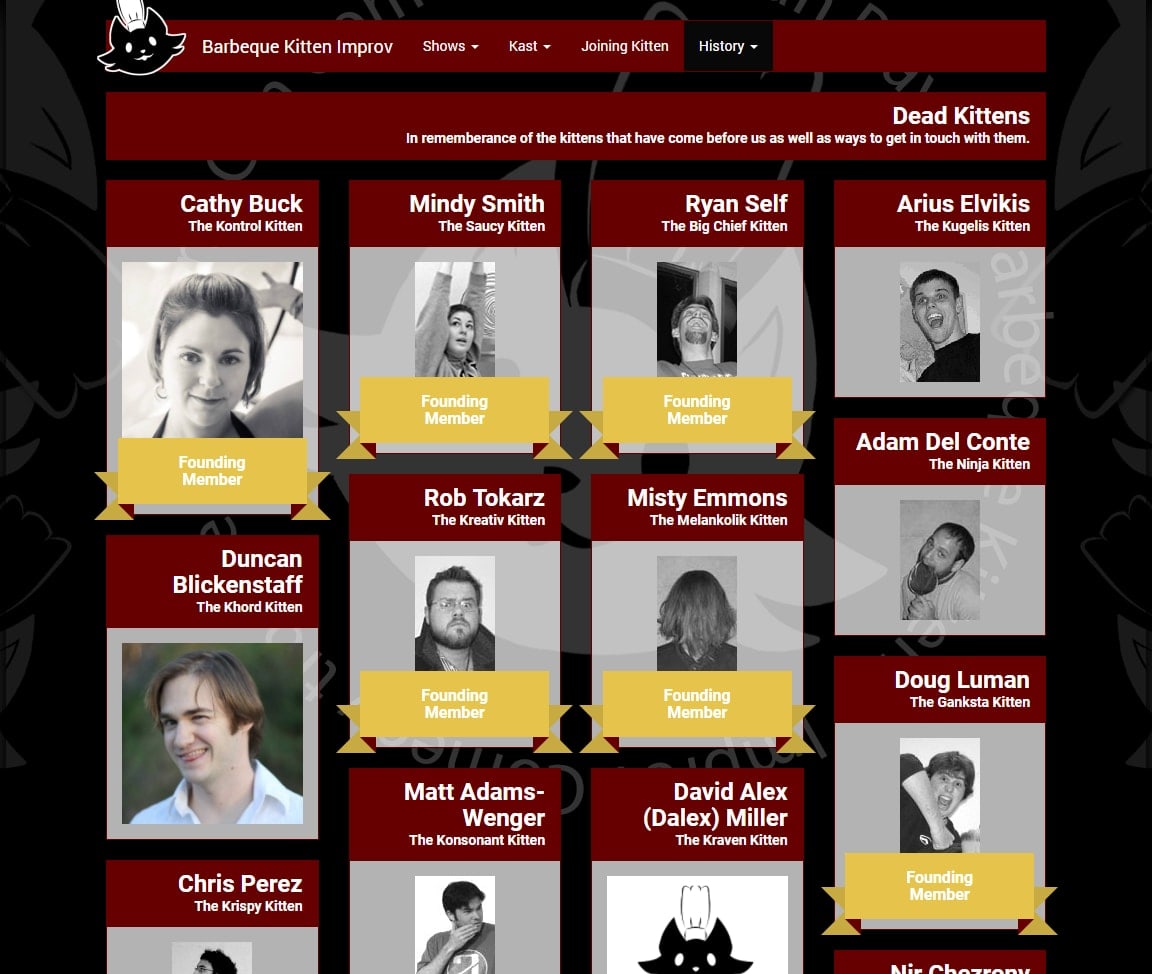 Barbeque Kitten Improv
Shows
Kast
Joining Kitten
History
Dead Kittens
In rememberance of the kittens that have come before us as well as ways to get in touch with them.
Cathy Buck
The Kontrol Kitten
Founding
Member
Duncan
Blickenstaff
The Khord Kitten
Chris Perez
The Krispy Kitten
Mindy Smith
The Saucy Kitten
Founding
Member
Rob Tokarz
The Kreativ Kitten
Founding
Member
Matt Adams-
Wenger
The Konsonant Kitten
Ryan Self
The Big Chief Kitten
Founding
Member
Misty Emmons
The Melankolik Kitten
Founding
Member
David Alex
(Dalex) Miller
The Kraven Kitten
Arius Elvikis
The Kugelis Kitten
Adam Del Conte
The Ninja Kitten
Doug Luman
The Ganksta Kitten
Founding
Member